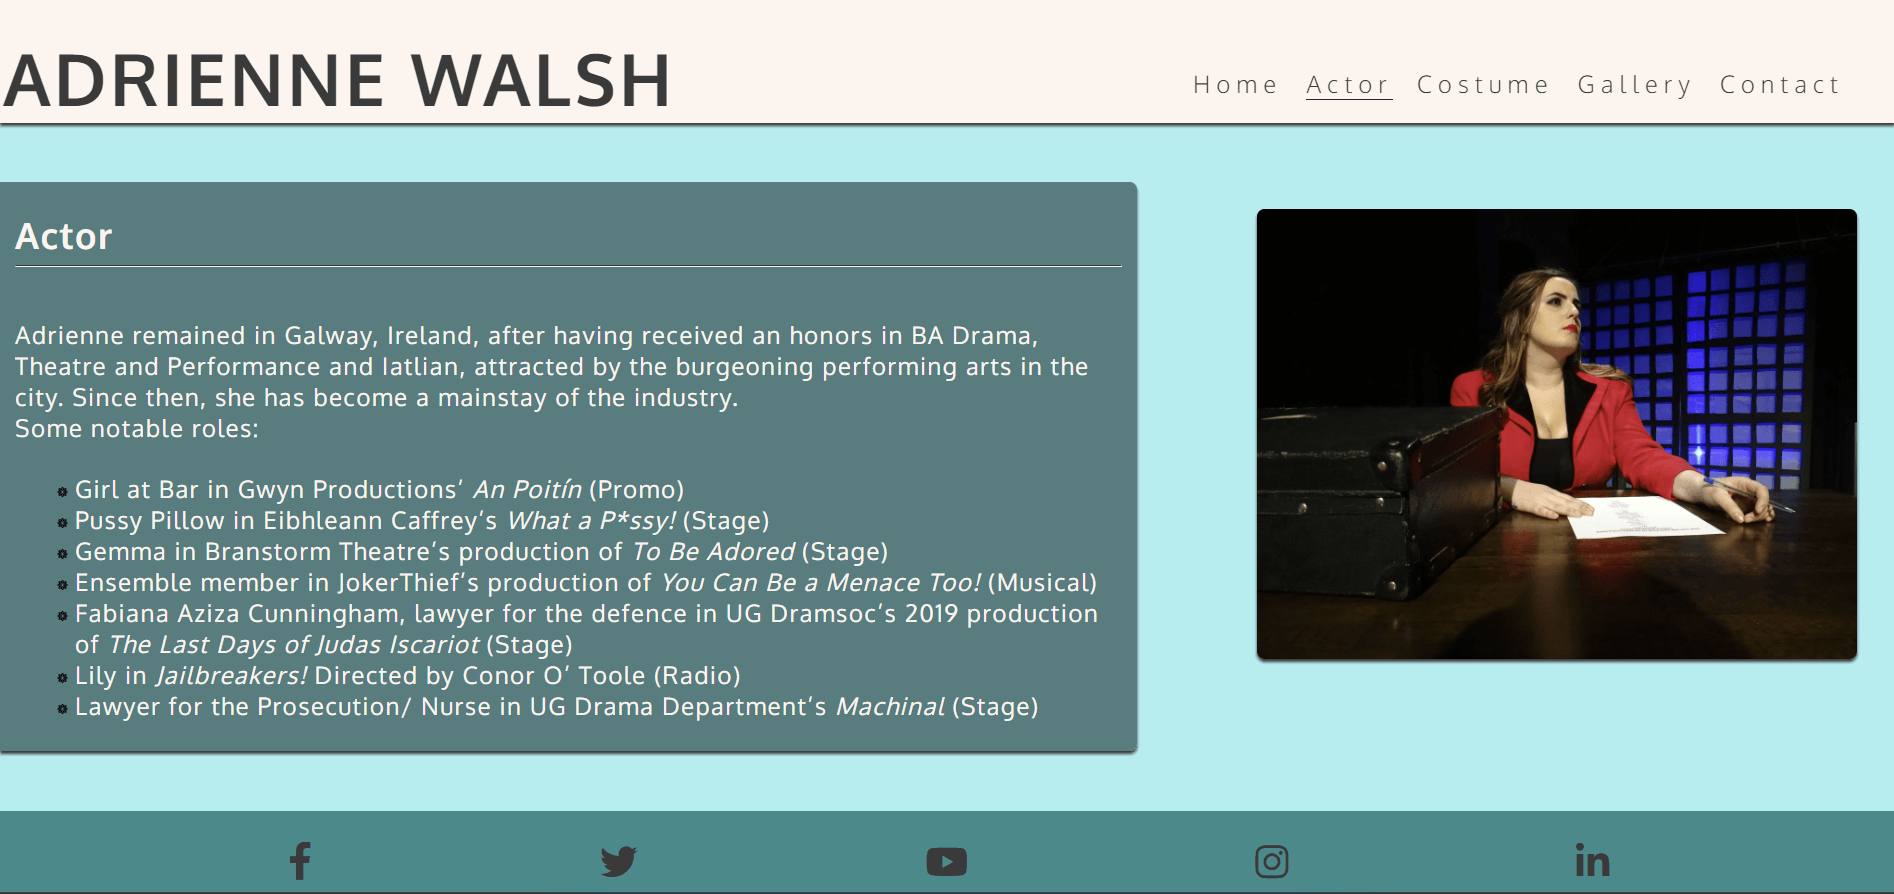 ADRIENNE WALSH
Home Actor Costume Gallery Contact
Actor
Adrienne remained in Galway, Ireland, after having received an honors in BA Drama,
Theatre and Performance and Iatlian, attracted by the burgeoning performing arts in the
city. Since then, she has become a mainstay of the industry.
Some notable roles:
Girl at Bar in Gwyn Productions' An Poitín (Promo)
Pussy Pillow in Eibhleann Caffrey's What a P*ssy! (Stage)
Gemma in Branstorm Theatre's production of To Be Adored (Stage)
Ensemble member in JokerThief's production of You Can Be a Menace Too! (Musical)
Fabiana Aziza Cunningham, lawyer for the defence in UG Dramsoc's 2019 production
of The Last Days of Judas Iscariot (Stage)
Lily in Jailbreakers! Directed by Conor O' Toole (Radio)
Lawyer for the Prosecution/ Nurse in UG Drama Department's Machinal (Stage)